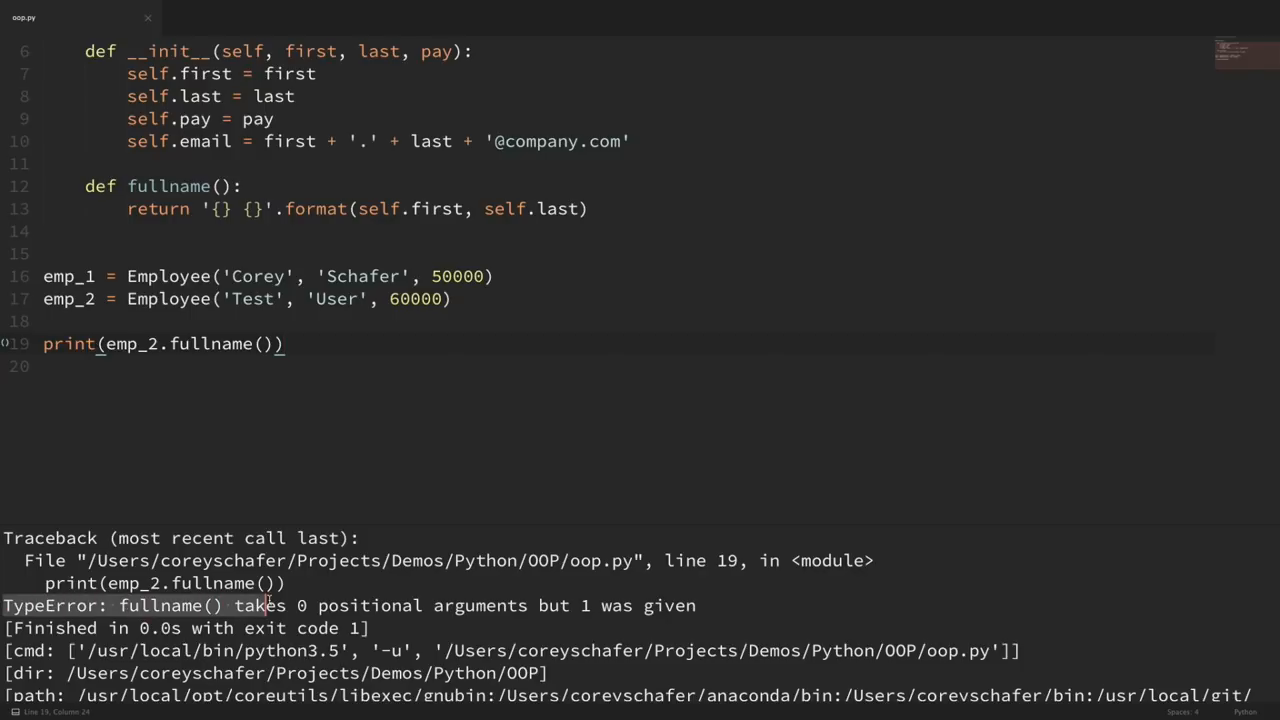 oop.py ×
6 def __init__(self, first, last, pay):
7 self.first = first
8 self.last = last
9 self.pay = pay
10 self.email = first + '.' + last + '@company.com'
11
12 def fullname():
13 return '{} {}'.format(self.first, self.last)
14
15
16 emp_1 = Employee('Corey', 'Schafer', 50000)
17 emp_2 = Employee('Test', 'User', 60000)
18
()19 print(emp_2.fullname())
20
Traceback (most recent call last):
File "/Users/coreyschafer/Projects/Demos/Python/OOP/oop.py", line 19, in <module>
print(emp_2.fullname())
TypeError: fullname() takes 0 positional arguments but 1 was given
[Finished in 0.0s with exit code 1]
[cmd: ['/usr/local/bin/python3.5', '-u', '/Users/coreyschafer/Projects/Demos/Python/OOP/oop.py']]
[dir: /Users/coreyschafer/Projects/Demos/Python/OOP]
[path: /usr/local/opt/coreutils/libexec/gnubin:/Users/coreyschafer/anaconda/bin:/Users/coreyschafer/bin:/usr/local/git/
Line 19, Column 24 Spaces: 4 Python